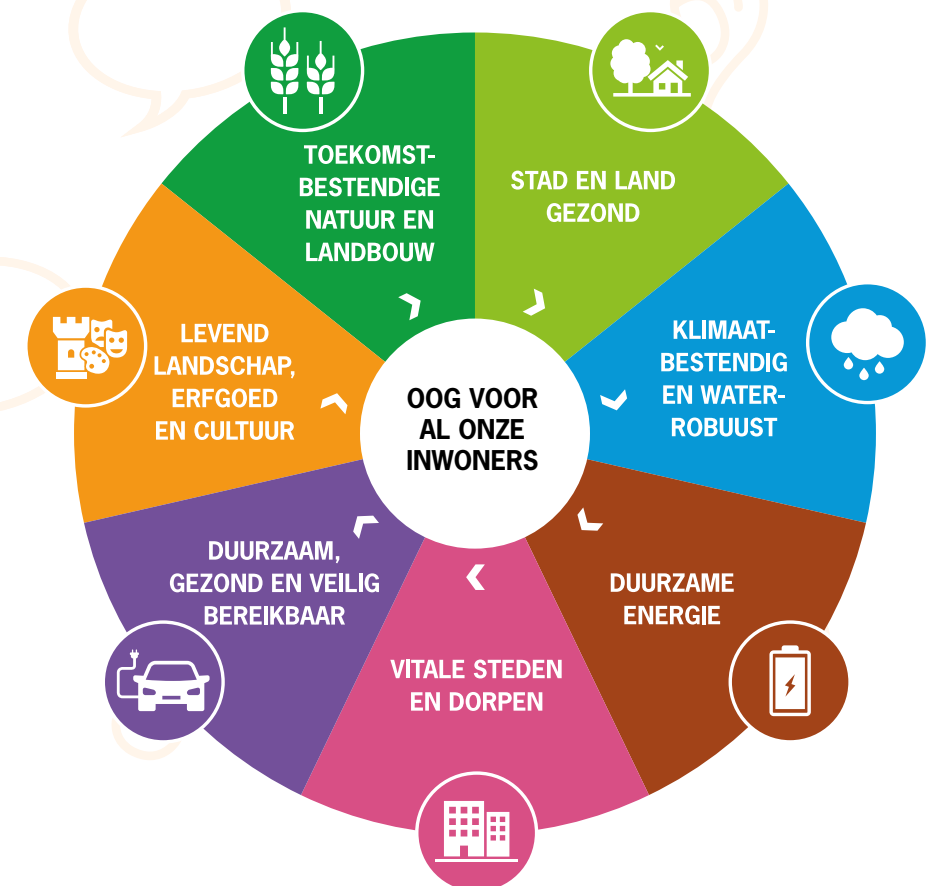 TOEKOMST-
BESTENDIGE
NATUUR EN
LANDBOUW
STAD EN LAND
GEZOND
KLIMAAT-
BESTENDIG
EN WATER-
ROBUUST
DUURZAME
ENERGIE
VITALE STEDEN
EN DORPEN
DUURZAAM,
GEZOND EN VEILIG
BEREIKBAAR
LEVEND
LANDSCHAP,
ERFGOED
EN CULTUUR
OOG VOOR
AL ONZE
INWONERS